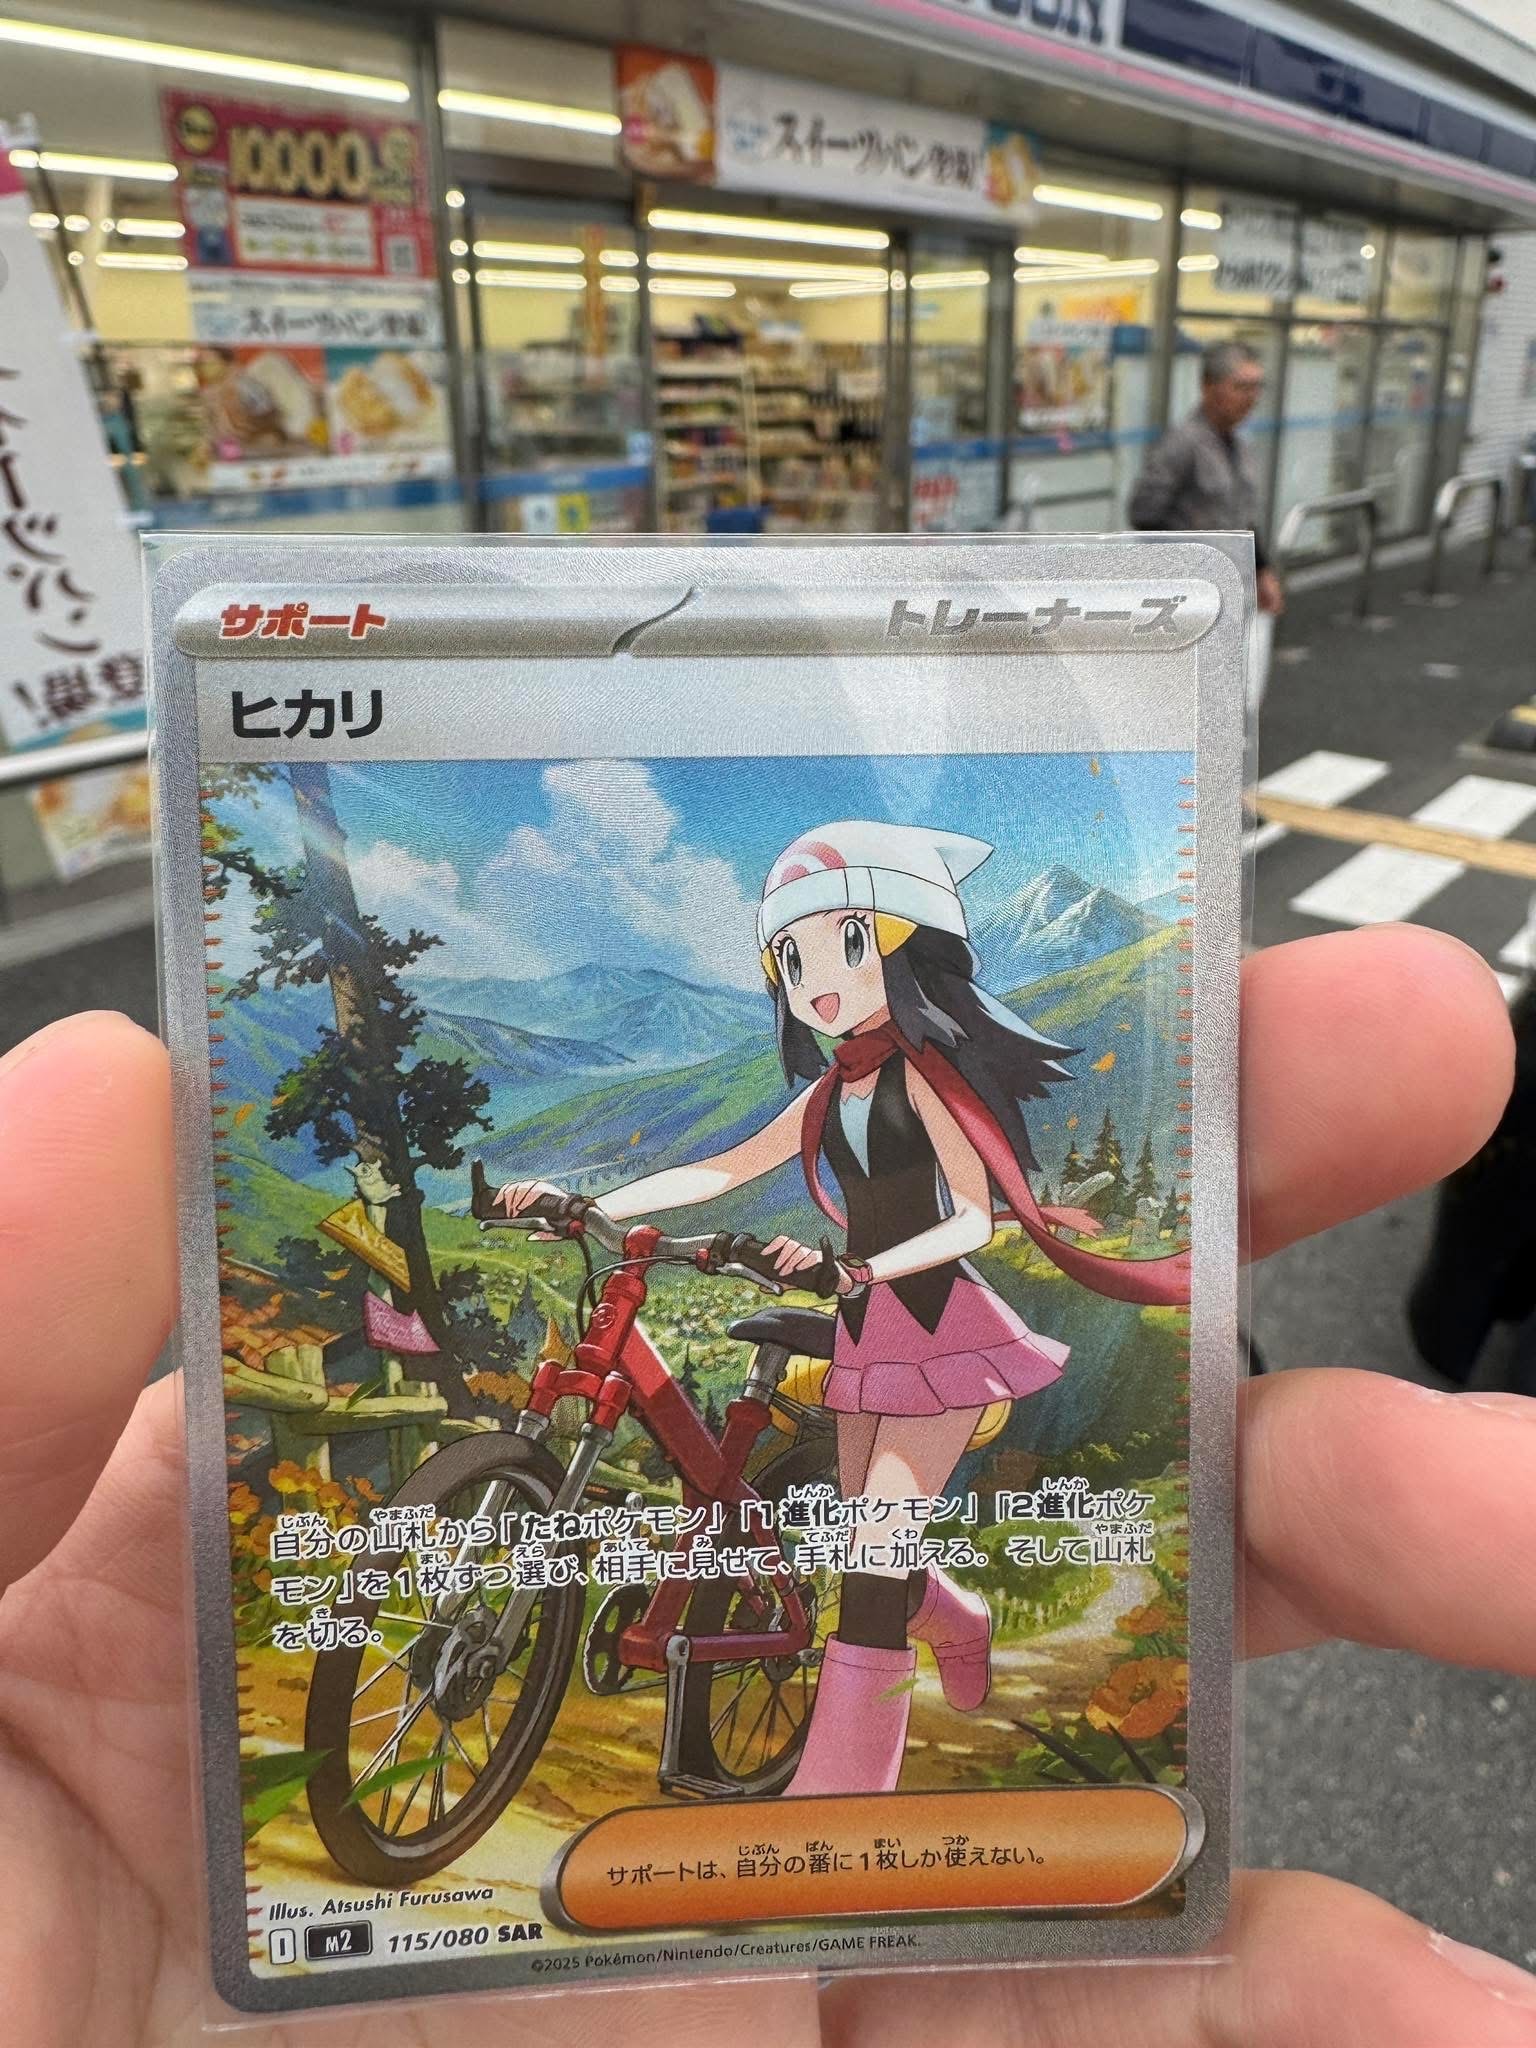 10000
スイーツパン登場!
スイーツパン登場!
サポート
トレーナーズ
ヒカリ
自分の山札から「たねポケモン」「1進化ポケモン」「2進化ポケ
モン」を1枚ずつ選び、相手に見せて、手札に加える。そして山札
を切る。
サポートは、自分の番に1枚しか使えない。
Illus. Atsushi Furusawa
I M2 115/080 SAR
©2025 Pokémon/Nintendo/Creatures/GAME FREAK.